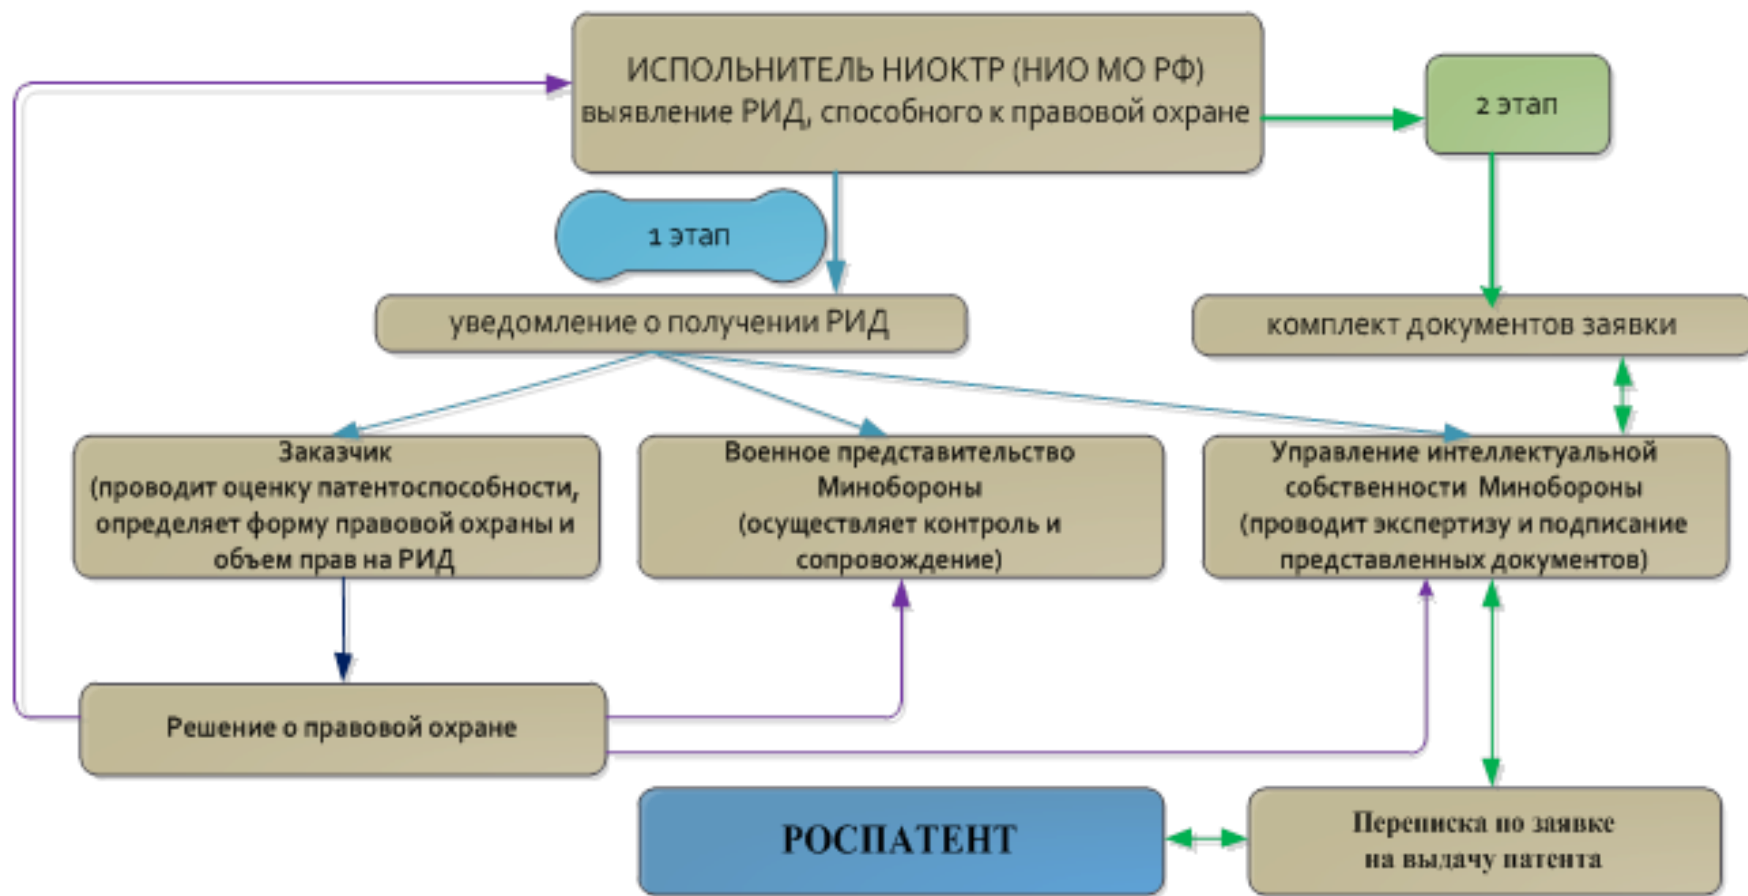 ИСПОЛЬНИТЕЛЬ НИОКТР (НИО МО РФ)
выявление РИД, способного к правовой охране
2 этап
1 этап
уведомление о получении РИД
комплект документов заявки
Заказчик
(проводит оценку патентоспособности,
определяет форму правовой охраны и
объем прав на РИД
Военное представительство
Минобороны
(осуществляет контроль и
сопровождение)
Управление интеллектуальной
собственности Минобороны
(проводит экспертизу и подписание
представленных документов)
Решение о правовой охране
РОСПАТЕНТ
Переписка по заявке
на выдачу патента